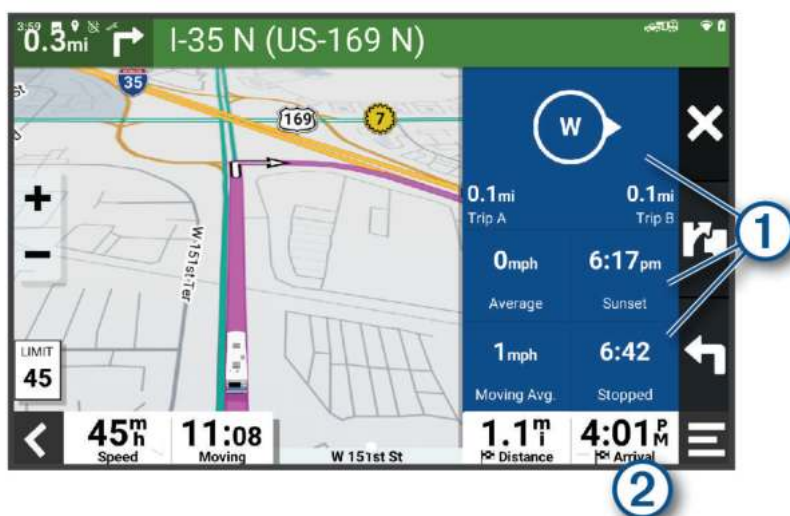 3:59
0.3mi
I-35 N (US-169 N)
35
169
7
W
0.1mi
0.1mi
Trip A
Trip B
0mph
6:17pm
Average
Sunset
1mph
6:42
Moving Avg.
Stopped
1
+
−
W 151st Ter
LIMIT
45
45mh
11:08
Speed
Moving
W 151st St
1.1mi
4:01PM
Distance
Arrival
2